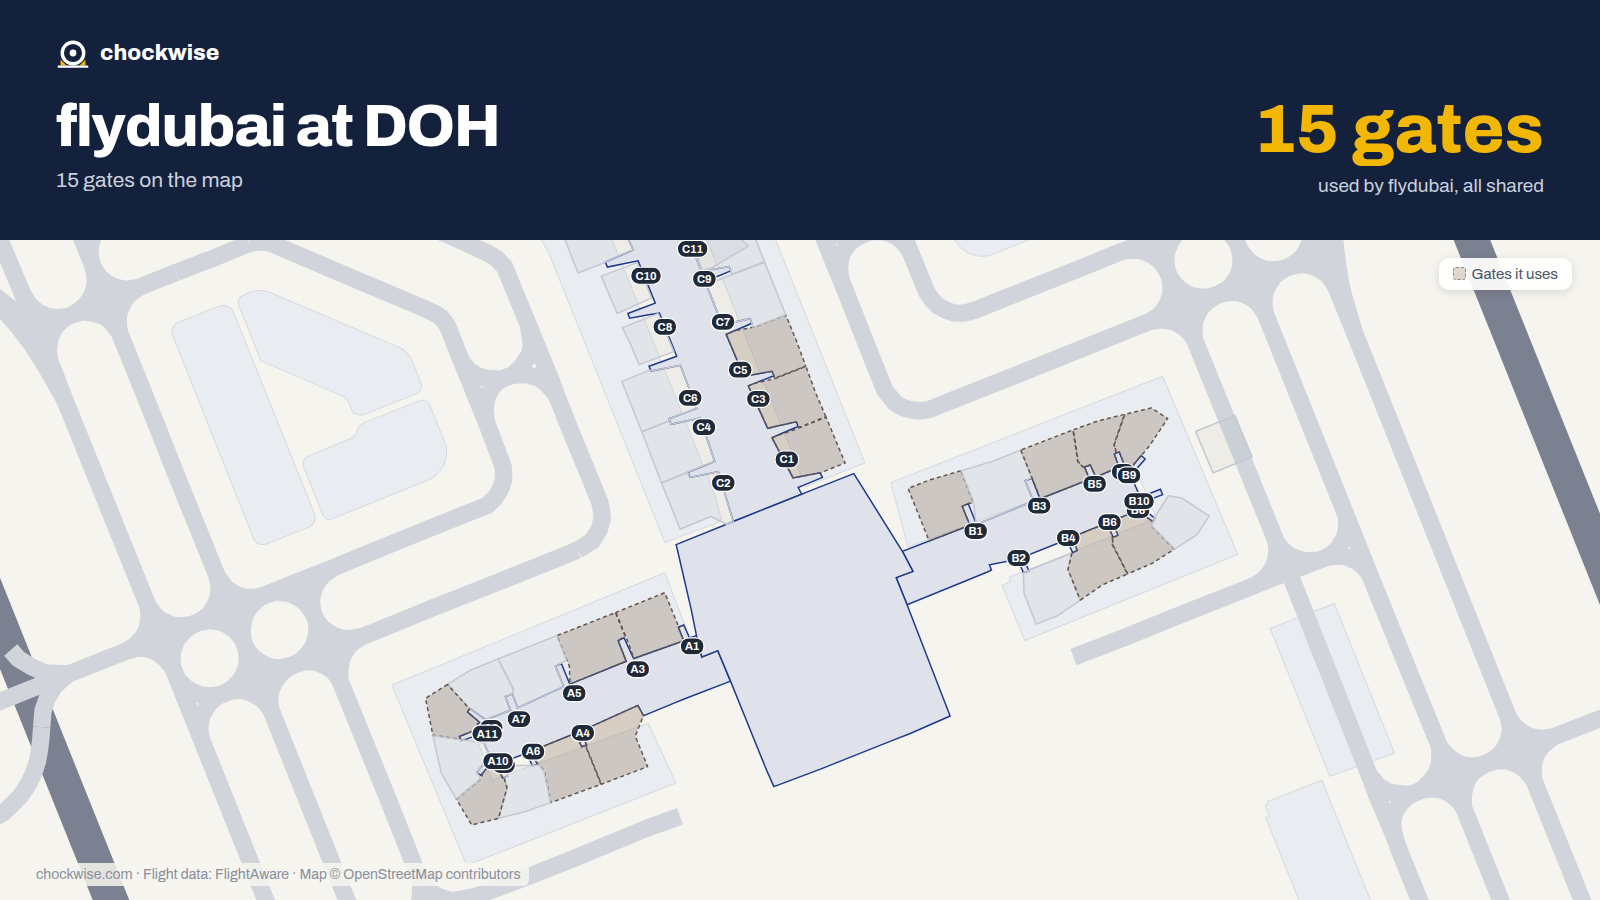 chockwise
flydubai at DOH
15 gates on the map
15 gates
used by flydubai, all shared
Gates it uses
C11
C10
C9
C8
C7
C5
C6
C3
C4
C1
C2
B9
B5
B10
B3
B6
B1
B4
B2
A1
A3
A5
A7
A11
A4
A6
A10
chockwise.com · Flight data: FlightAware · Map © OpenStreetMap contributors